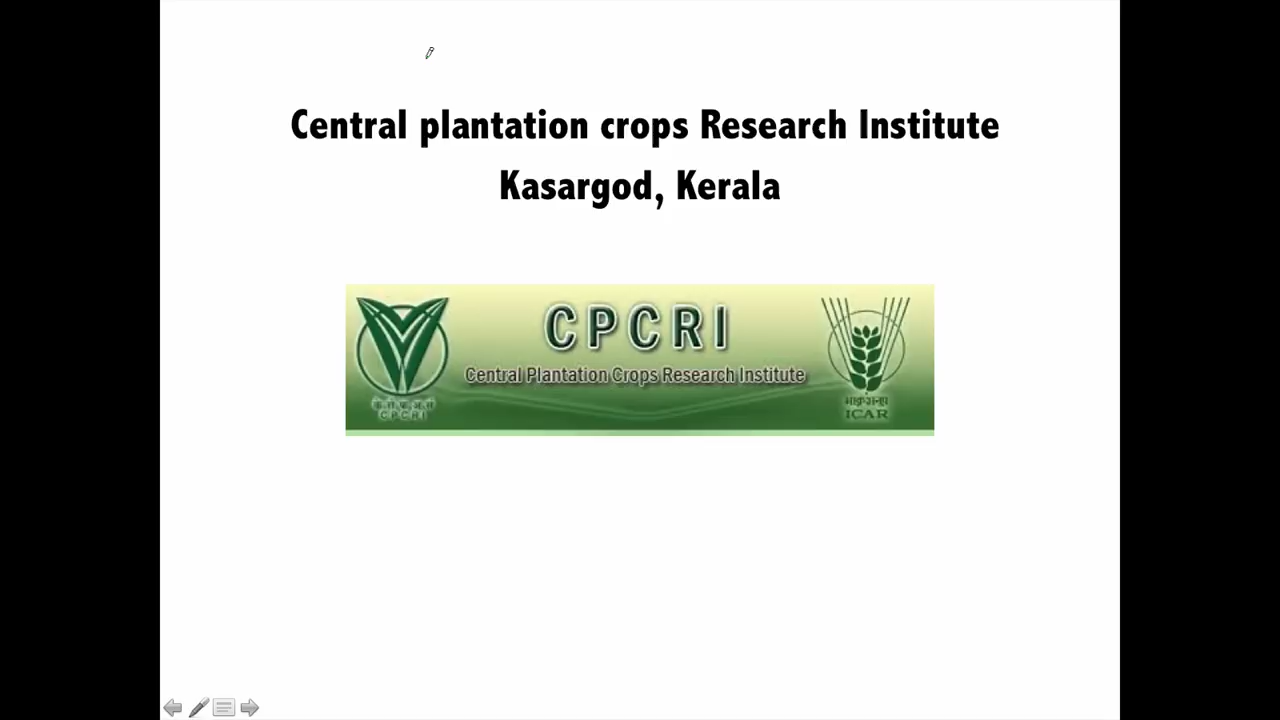 Central plantation crops Research Institute
Kasargod, Kerala
CPCRI
Central Plantation Crops Research Institute
CPCRI
ICAR